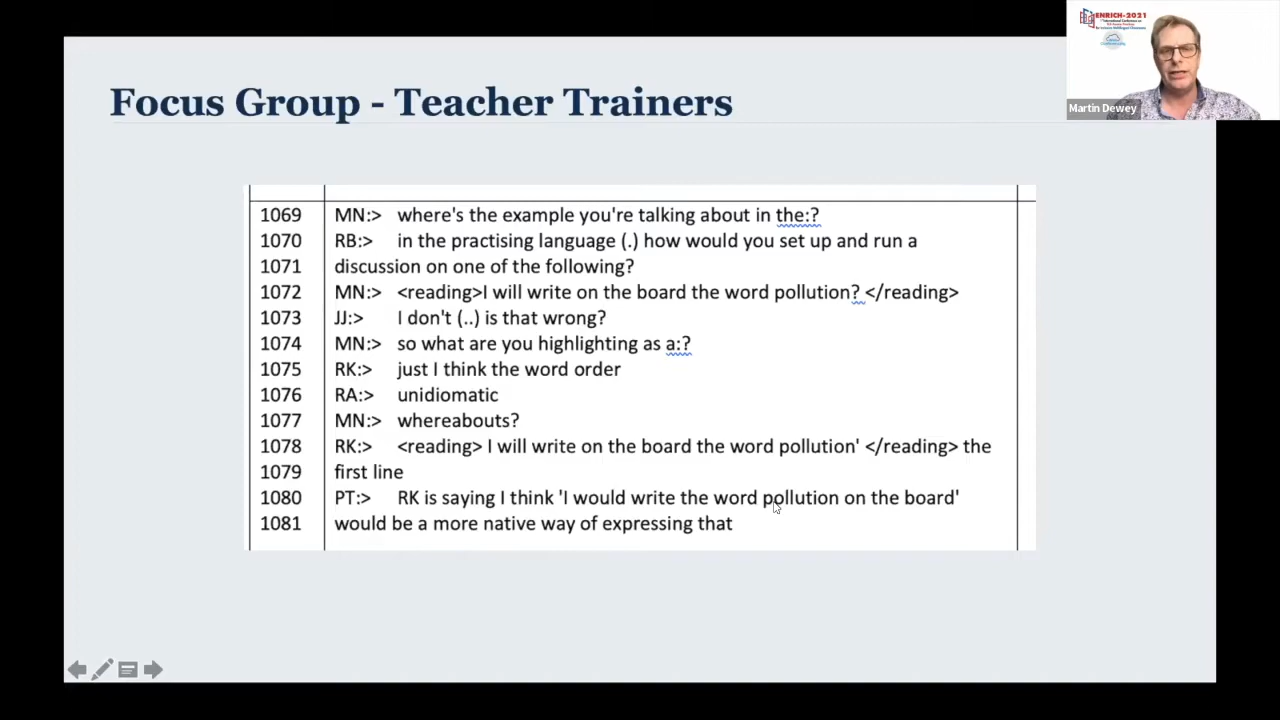 ENRICH-2021
Martin Dewey
Focus Group - Teacher Trainers
1069 MN:> where's the example you're talking about in the:?
1070 RB:> in the practising language (.) how would you set up and run a
1071 discussion on one of the following?
1072 MN:> <reading>I will write on the board the word pollution? </reading>
1073 JJ:> I don't (..) is that wrong?
1074 MN:> so what are you highlighting as a:?
1075 RK:> just I think the word order
1076 RA:> unidiomatic
1077 MN:> whereabouts?
1078 RK:> <reading> I will write on the board the word pollution' </reading> the
1079 first line
1080 PT:> RK is saying I think 'I would write the word pollution on the board'
1081 would be a more native way of expressing that